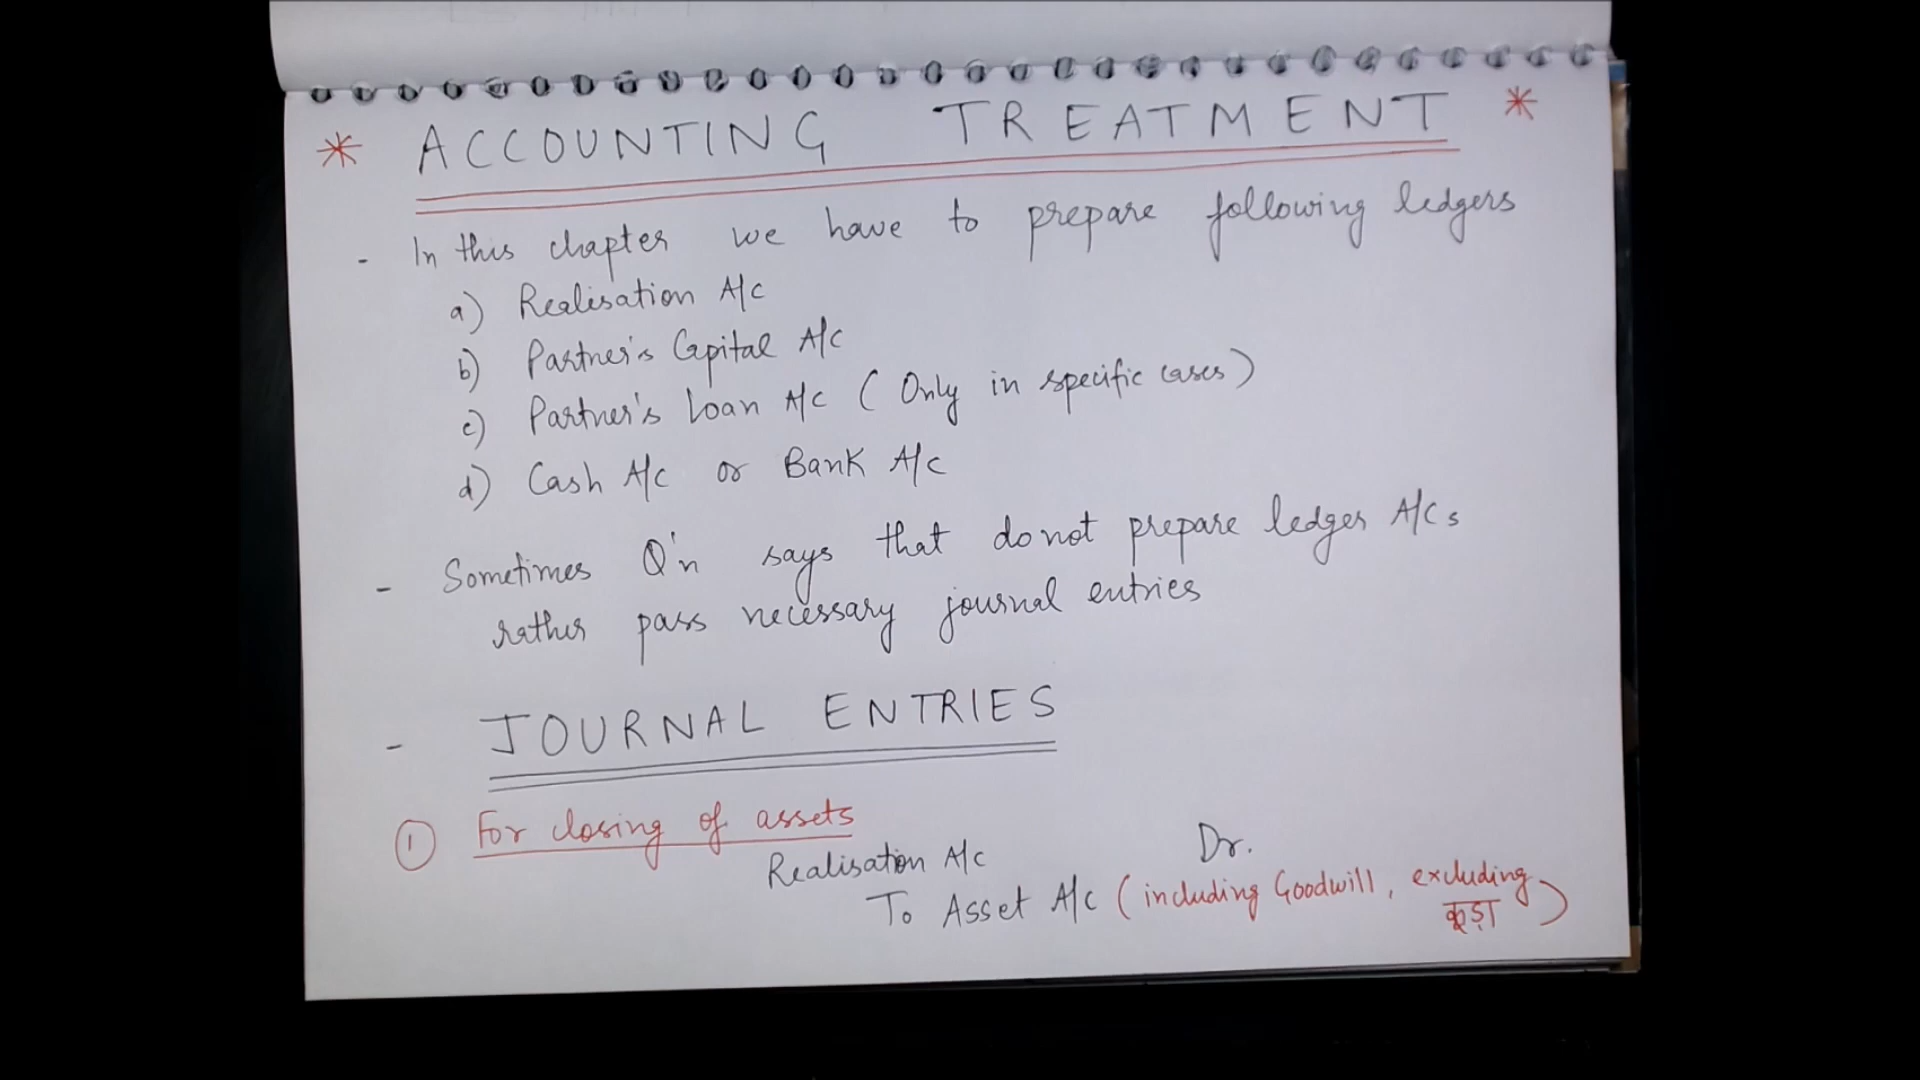 * ACCOUNTING TREATMENT *
- In this chapter we have to prepare following ledgers
a) Realisation A/c
b) Partner's Capital A/c
c) Partner's Loan A/c (Only in specific cases)
d) Cash A/c or Bank A/c
- Sometimes Q'n says that do not prepare ledger A/Cs
rather pass necessary journal entries
- JOURNAL ENTRIES
① For closing of assets
Realisation A/c Dr.
To Asset A/c (including Goodwill, excluding
कूड़ा)